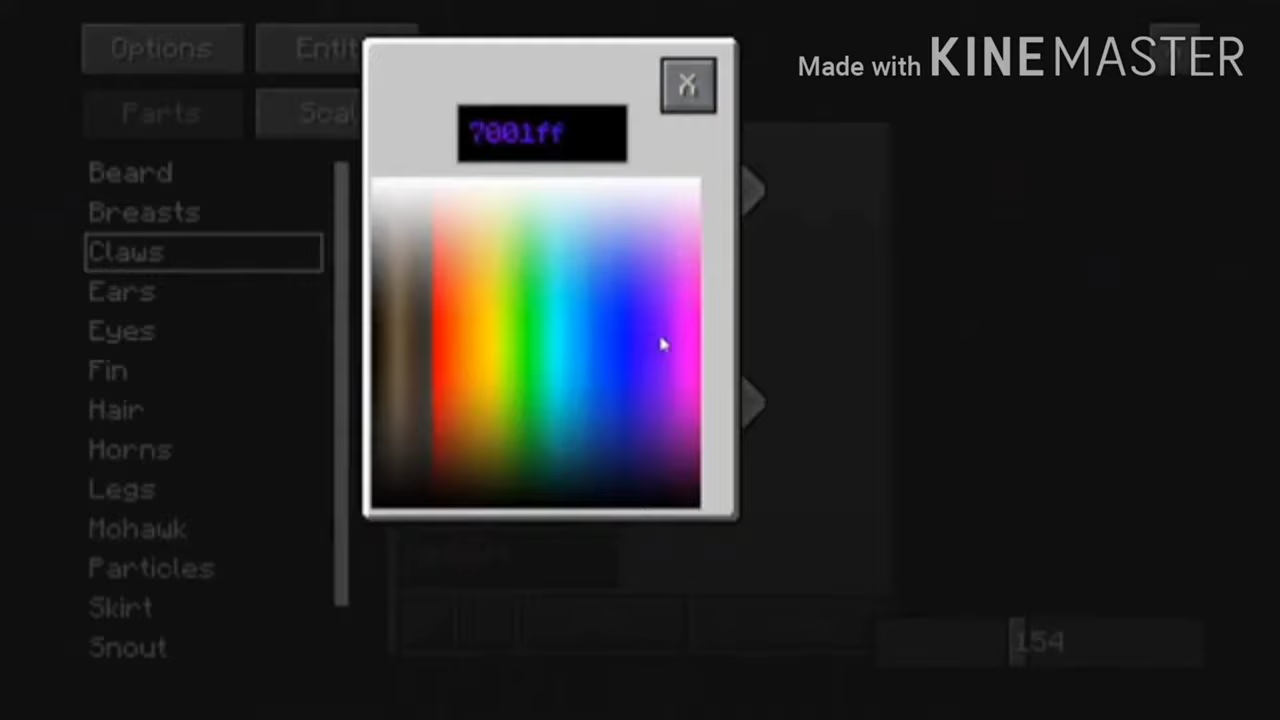 Options
Entit
Made with KINEMASTER
X
Parts
Scal
7001ff
Beard
Breasts
Claws
Ears
Eyes
Fin
Hair
Horns
Legs
Mohawk
Particles
Skirt
Snout
154